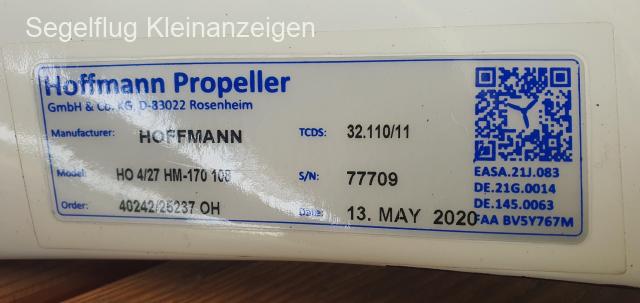 Segelflug Kleinanzeigen
Hoffmann Propeller
GmbH & Co. KG, D-83022 Rosenheim
Manufacturer: HOFFMANN TCDS: 32.110/11
Model: HO 4/27 HM-170 108 S/N: 77709
Order: 40242/25237 OH Date: 13. MAY 2020
EASA.21J.083
DE.21G.0014
DE.145.0063
FAA BV5Y767M